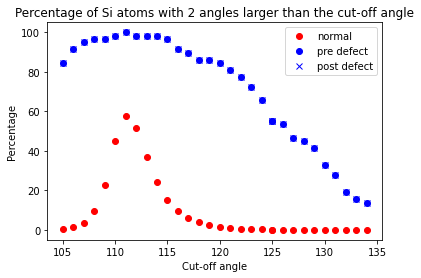 Percentage of Si atoms with 2 angles larger than the cut-off angle
normal
pre defect
post defect
Percentage
100
80
60
40
20
0
105 110 115 120 125 130 135
Cut-off angle